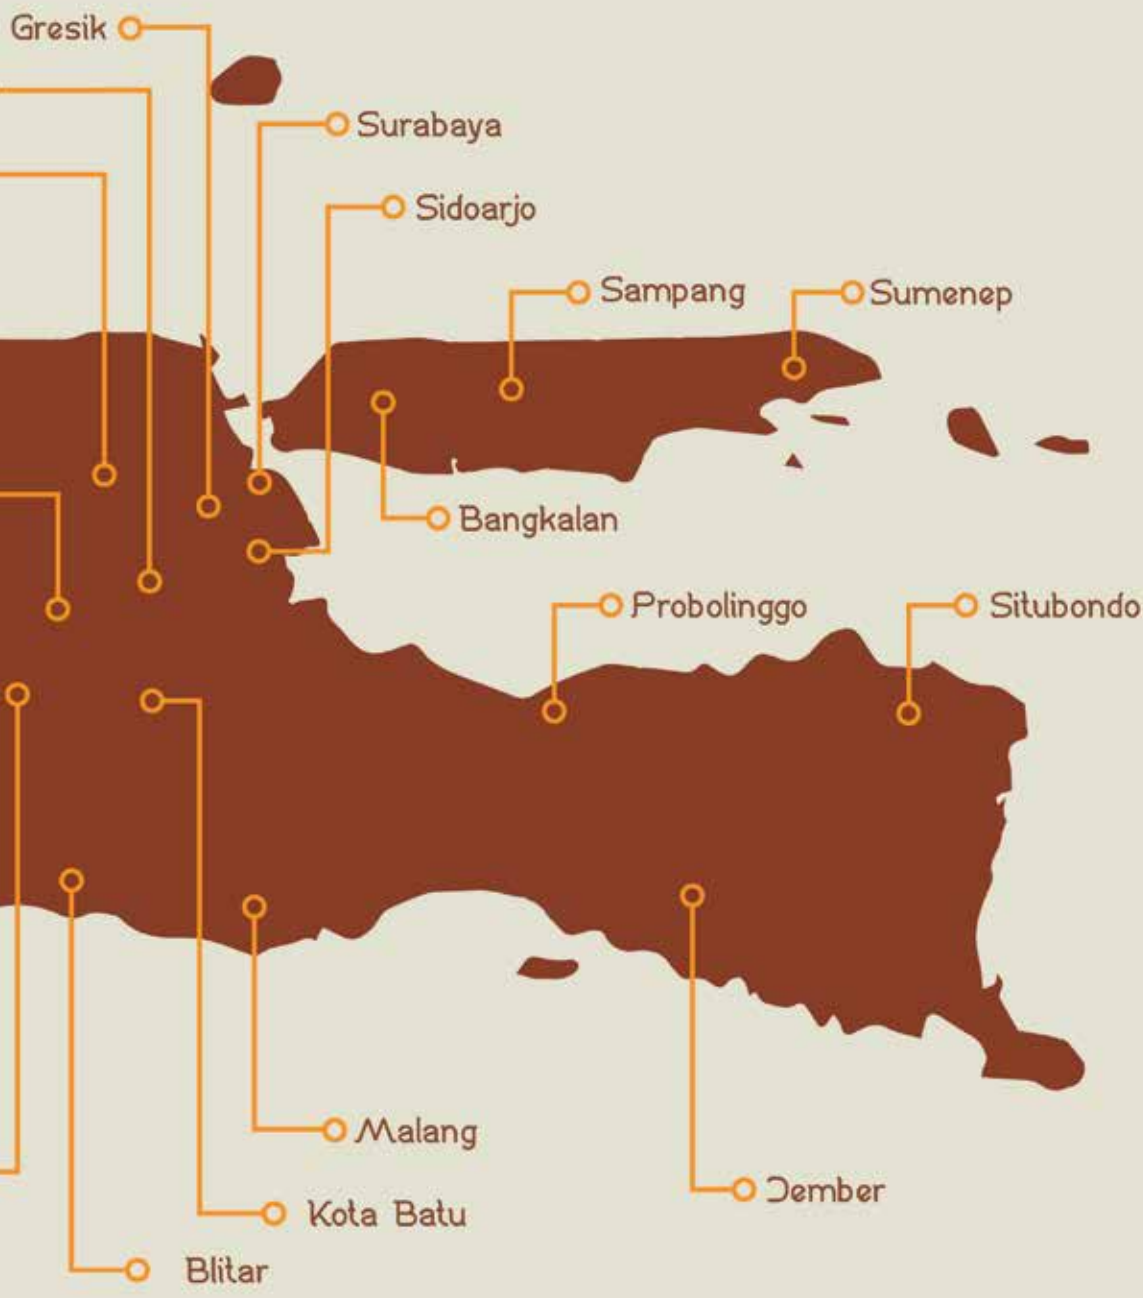 Gresik
Surabaya
Sidoarjo
Sampang
Sumenep
Bangkalan
Probolinggo
Situbondo
Malang
Jember
Kota Batu
Blitar